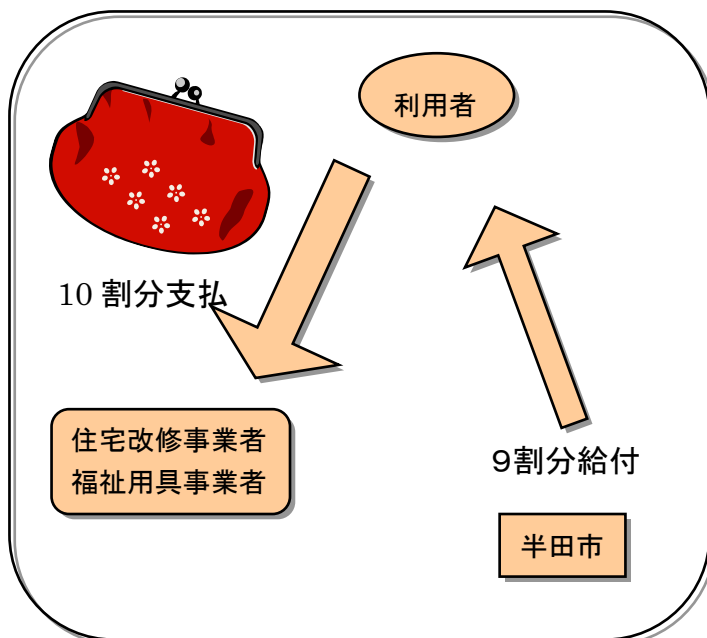 利用者
10 割分支払
住宅改修事業者
福祉用具事業者
９割分給付
半田市